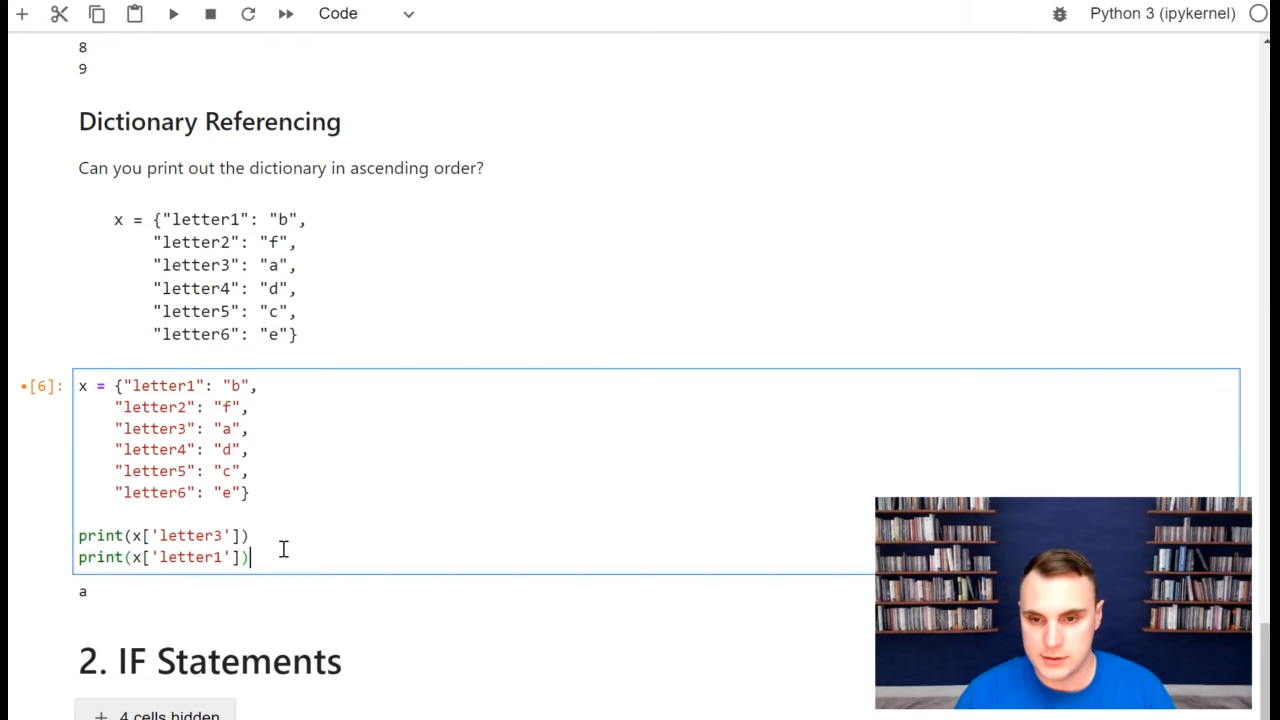 Code
Python 3 (ipykernel)
8
9
Dictionary Referencing
Can you print out the dictionary in ascending order?
x = {"letter1": "b",
"letter2": "f",
"letter3": "a",
"letter4": "d",
"letter5": "c",
"letter6": "e"}
[6]:
x = {"letter1": "b",
"letter2": "f",
"letter3": "a",
"letter4": "d",
"letter5": "c",
"letter6": "e"}
print(x['letter3'])
print(x['letter1'])
a
2. IF Statements
4 cells hidden